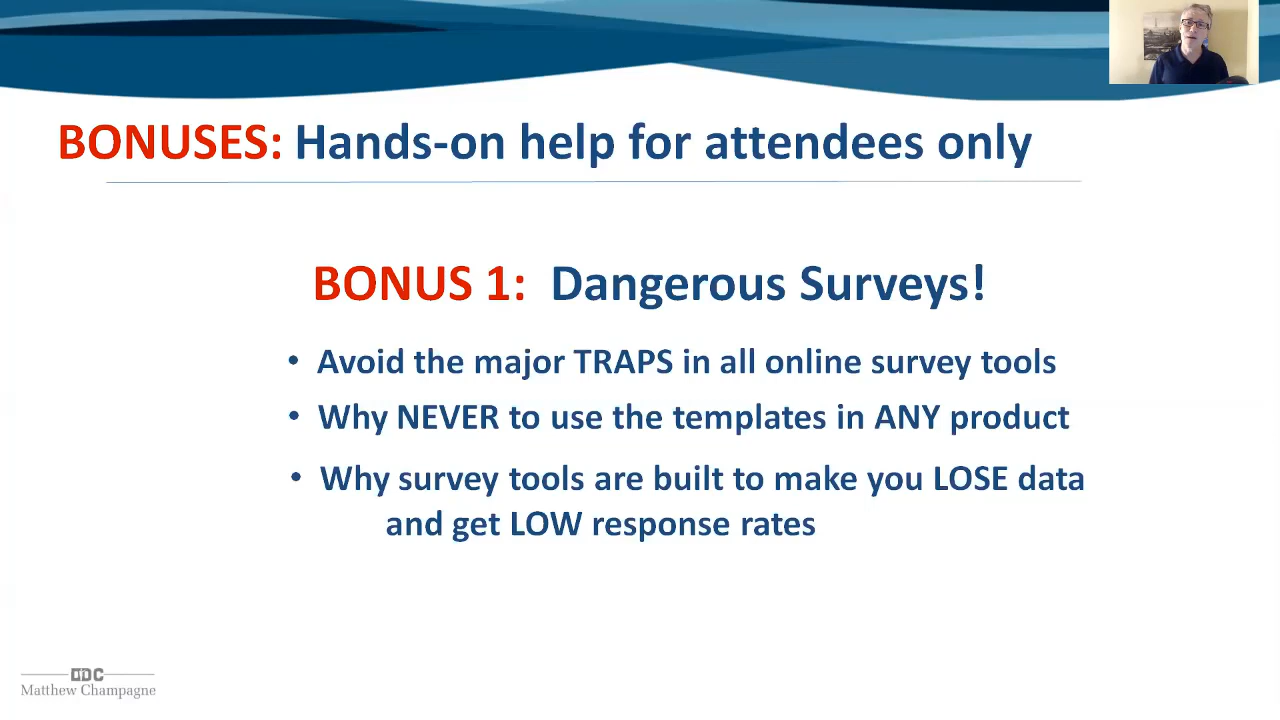 BONUSES: Hands-on help for attendees only
BONUS 1: Dangerous Surveys!
• Avoid the major TRAPS in all online survey tools
• Why NEVER to use the templates in ANY product
• Why survey tools are built to make you LOSE data
and get LOW response rates
Matthew Champagne